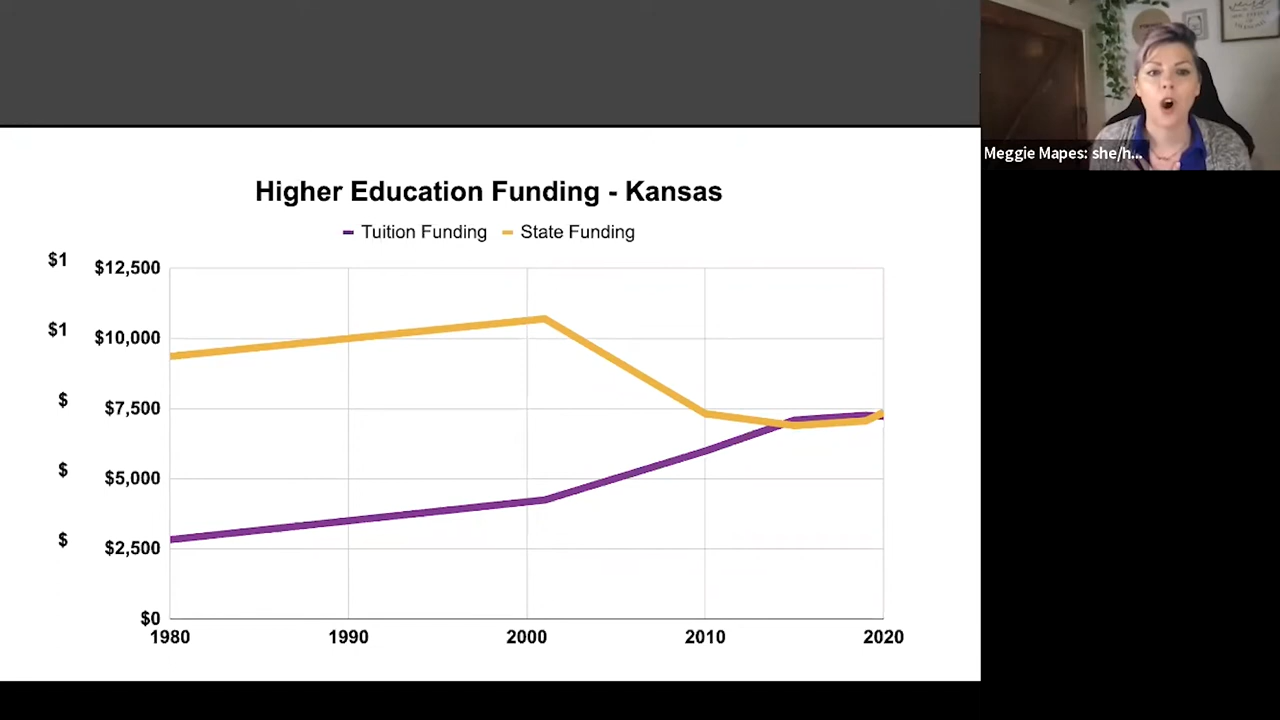 Higher Education Funding - Kansas
Tuition Funding State Funding
$1 $12,500
$1 $10,000
$ $7,500
$ $5,000
$ $2,500
$0
1980 1990 2000 2010 2020
Meggie Mapes: she/h...